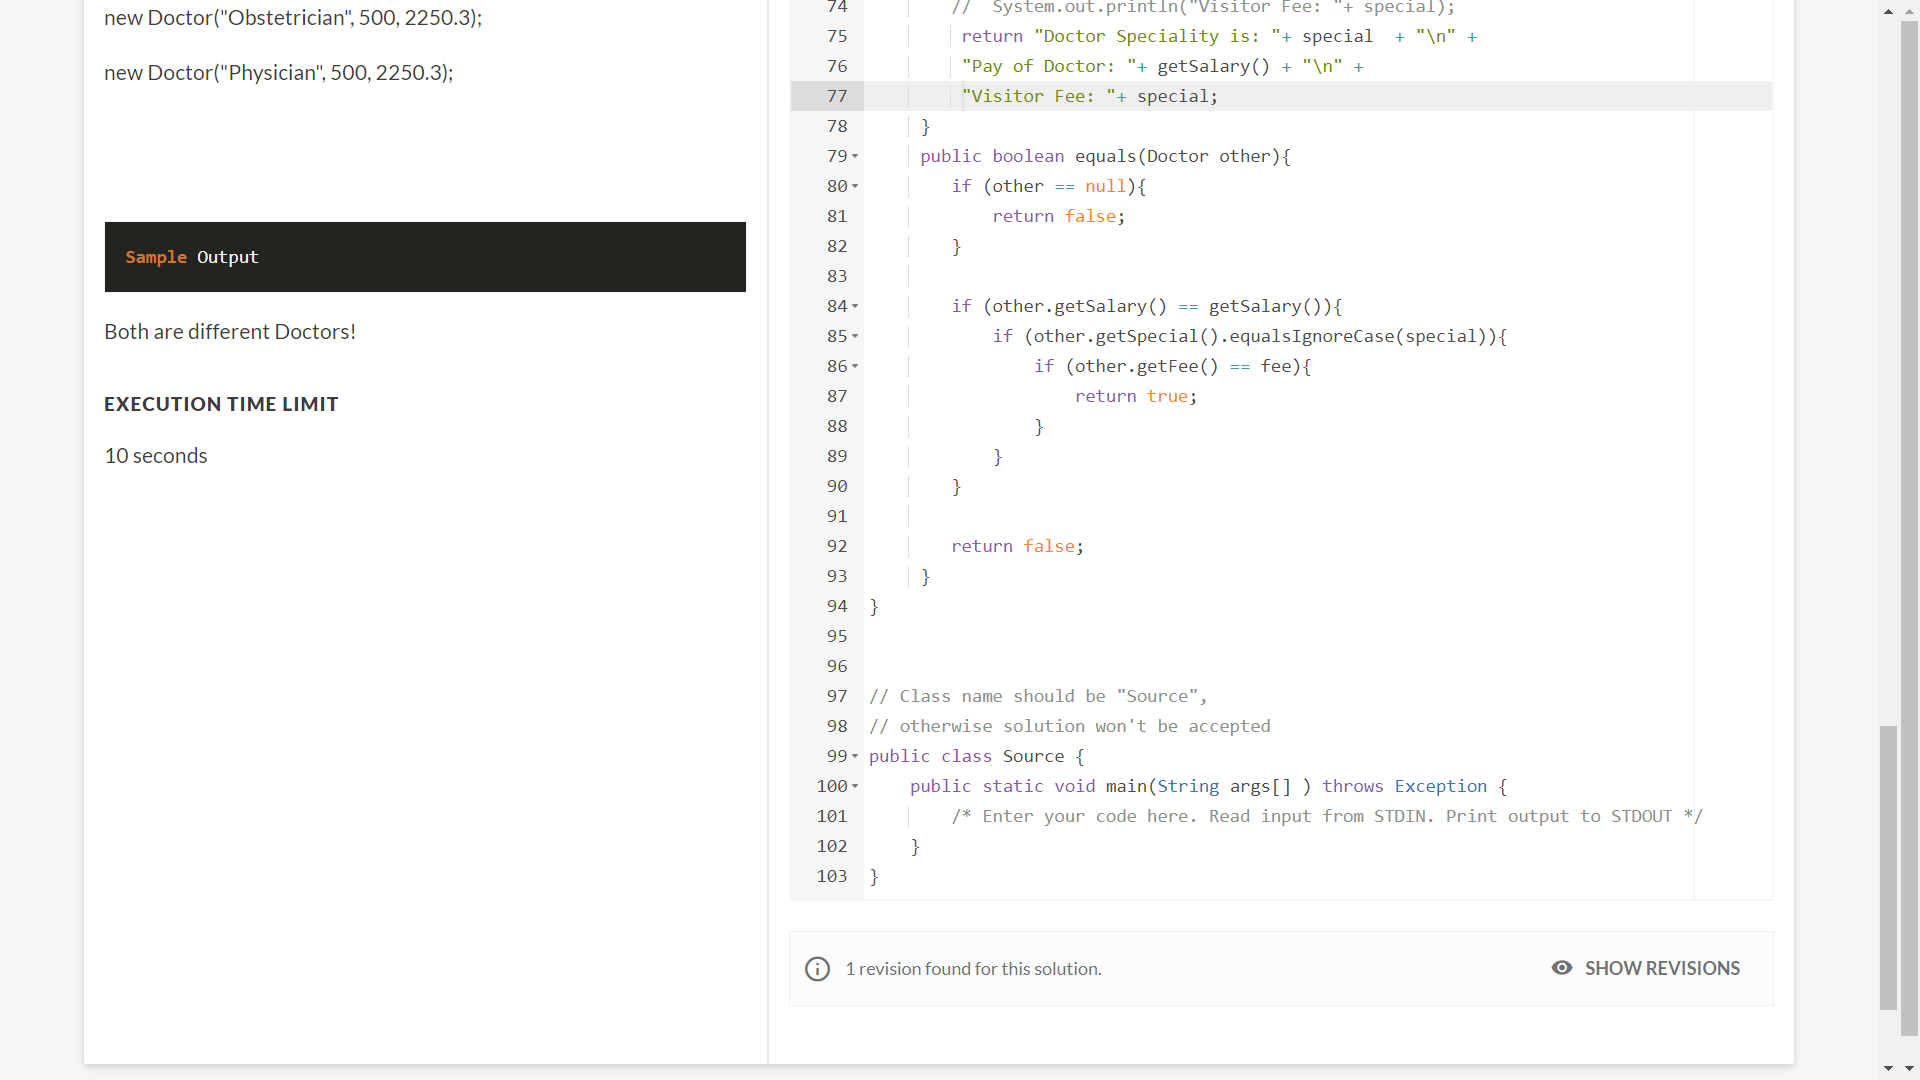 new Doctor("Obstetrician", 500, 2250.3);
new Doctor("Physician", 500, 2250.3);
Sample Output
Both are different Doctors!
EXECUTION TIME LIMIT
10 seconds
74 //  System.out.println("Visitor Fee: "+ special);
75 return "Doctor Speciality is: "+ special  + "\n" +
76 "Pay of Doctor: "+ getSalary() + "\n" +
77 "Visitor Fee: "+ special;
78 }
79 public boolean equals(Doctor other){
80 if (other == null){
81 return false;
82 }
83
84 if (other.getSalary() == getSalary()){
85 if (other.getSpecial().equalsIgnoreCase(special)){
86 if (other.getFee() == fee){
87 return true;
88 }
89 }
90 }
91
92 return false;
93 }
94 }
95
96
97 // Class name should be "Source",
98 // otherwise solution won't be accepted
99 public class Source {
100 public static void main(String args[] ) throws Exception {
101 /* Enter your code here. Read input from STDIN. Print output to STDOUT */
102 }
103 }
1 revision found for this solution.
SHOW REVISIONS